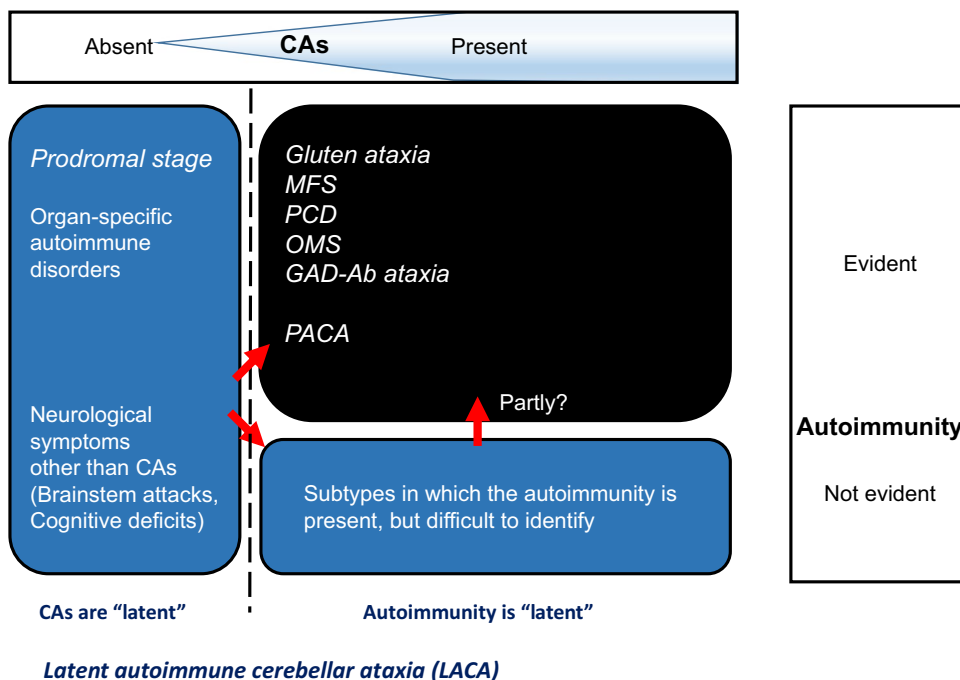 Absent CAs Present
Prodromal stage
Organ-specific
autoimmune
disorders
Neurological
symptoms
other than CAs
(Brainstem attacks,
Cognitive deficits)
Gluten ataxia
MFS
PCD
OMS
GAD-Ab ataxia
PACA
Partly?
Subtypes in which the autoimmunity is
present, but difficult to identify
Evident
Autoimmunity
Not evident
CAs are “latent”
Autoimmunity is “latent”
Latent autoimmune cerebellar ataxia (LACA)